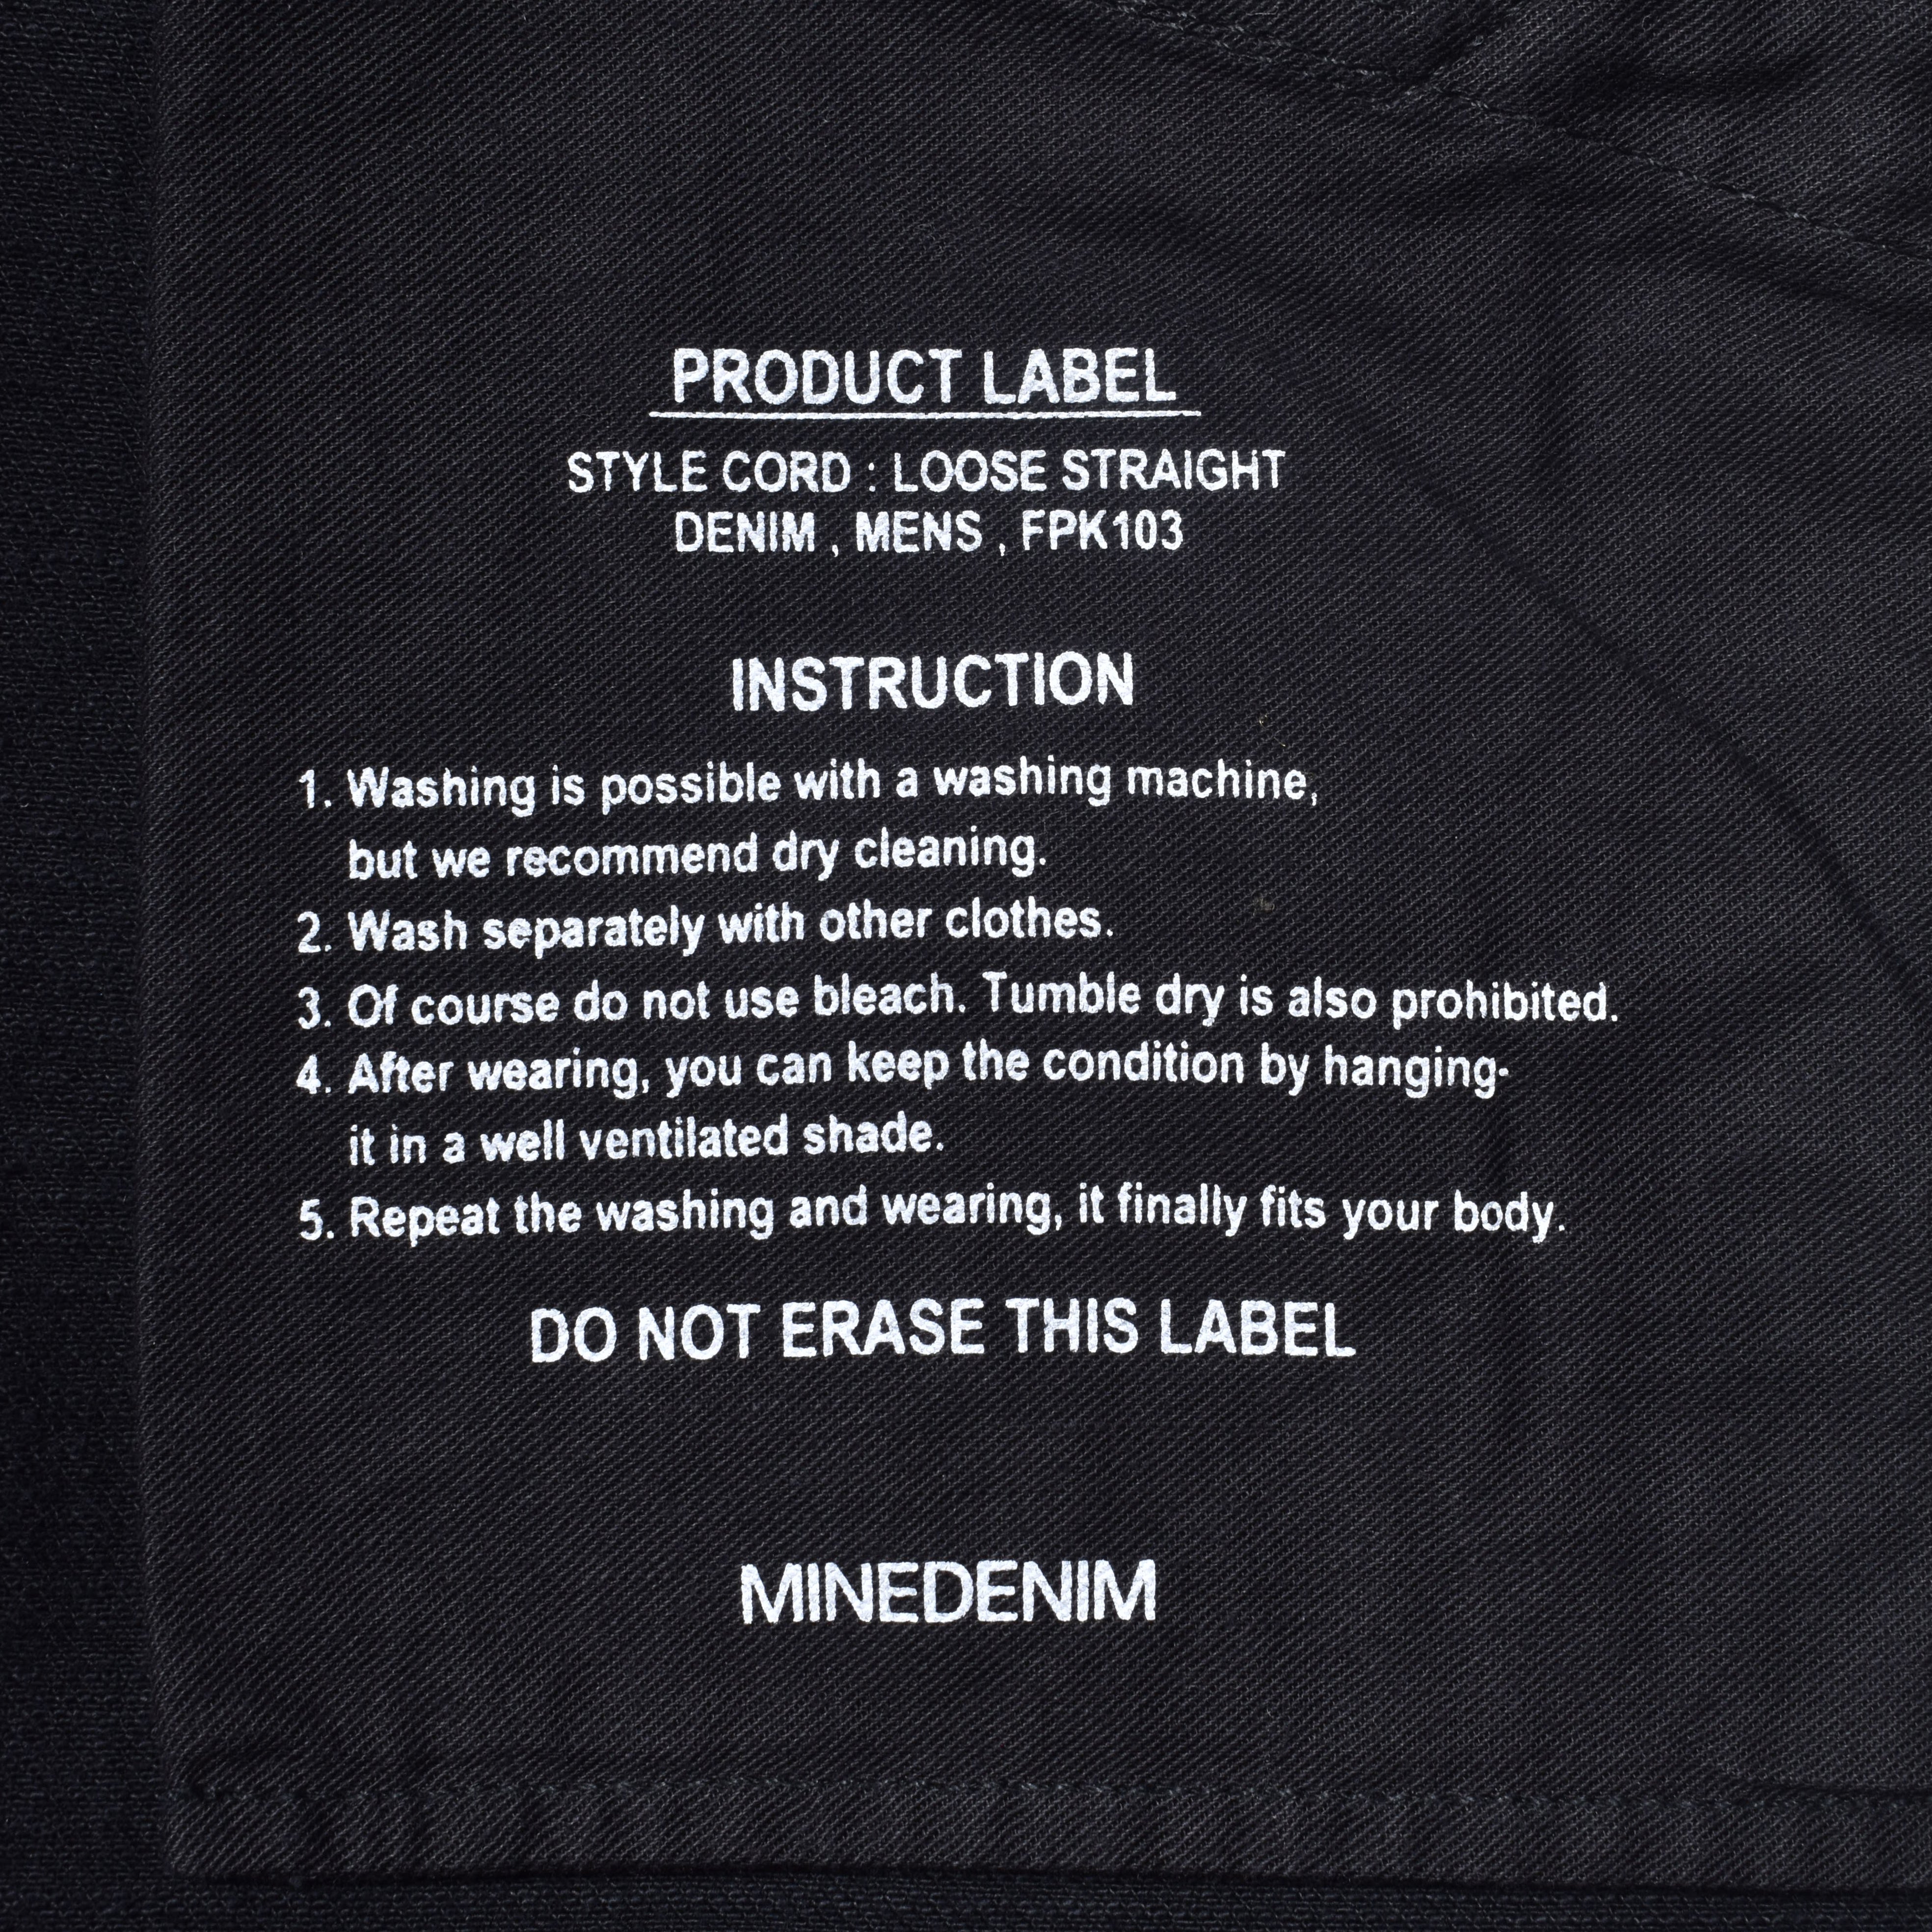 PRODUCT LABEL
STYLE CORD : LOOSE STRAIGHT
DENIM , MENS , FPK103
INSTRUCTION
1. Washing is possible with a washing machine,
but we recommend dry cleaning.
2. Wash separately with other clothes.
3. Of course do not use bleach. Tumble dry is also prohibited.
4. After wearing, you can keep the condition by hanging-
it in a well ventilated shade.
5. Repeat the washing and wearing, it finally fits your body.
DO NOT ERASE THIS LABEL
MINEDENIM